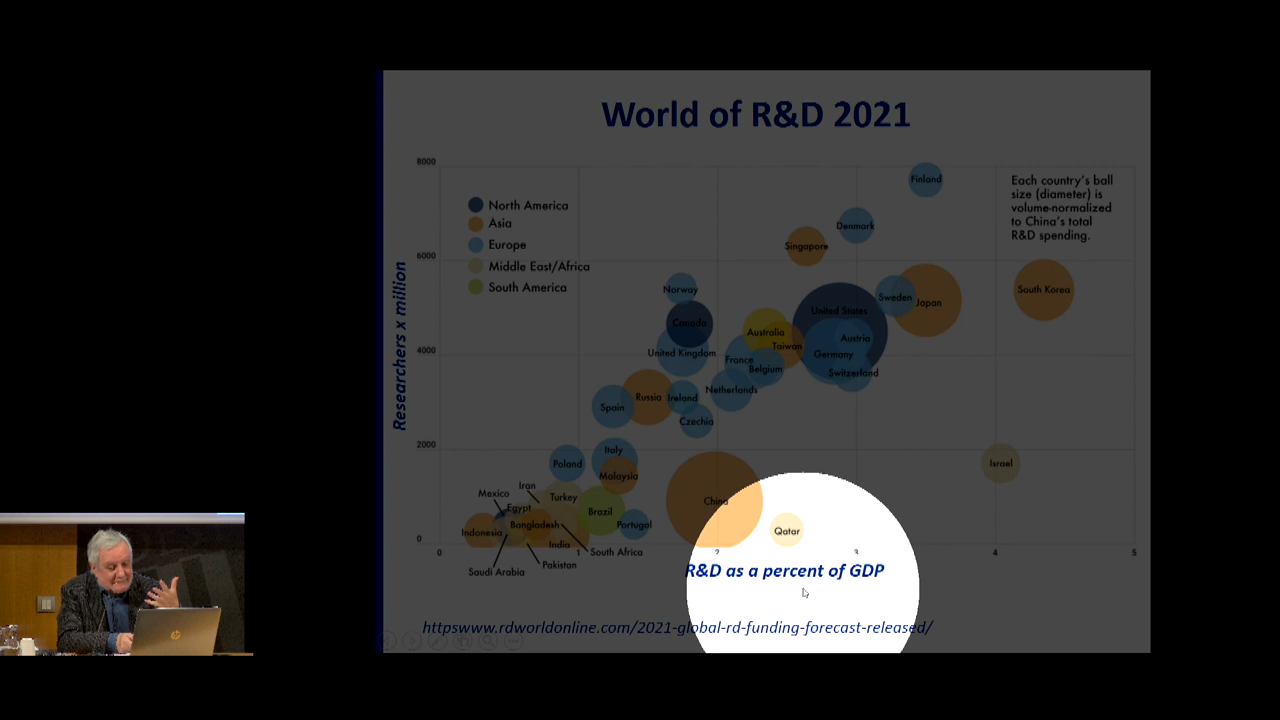 World of R&D 2021
8000
Finland
Each country's ball
size (diameter) is
volume-normalized
to China's total
R&D spending.
North America
Asia
Europe
Middle East/Africa
South America
Denmark
Singapore
6000
Norway
Sweden
Japan
South Korea
United States
Canada
Australia
Austria
Taiwan
United Kingdom
4000
France
Germany
Belgium
Switzerland
Netherlands
Russia
Ireland
Spain
Czechia
2000
Italy
Poland
Malaysia
Israel
Iran
Mexico
Turkey
China
Egypt
Brazil
Indonesia
Bangladesh
Portugal
Qatar
0
India
South Africa
Pakistan
Saudi Arabia
0 1 2 3 4 5
Researchers x million
R&D as a percent of GDP
httpswww.rdworldonline.com/2021-global-rd-funding-forecast-released/
hp